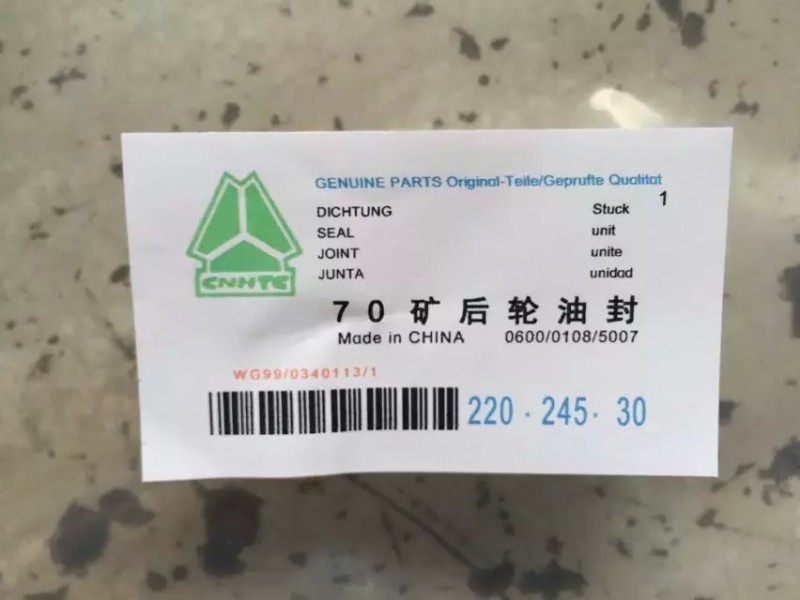 GENUINE PARTS Original-Teile/Geprufte Qualitat
DICHTUNG Stuck 1
SEAL unit
JOINT unite
JUNTA unidad
CNHTC
70矿后轮油封
Made in CHINA 0600/0108/5007
WG99/0340113/1
220 · 245 · 30